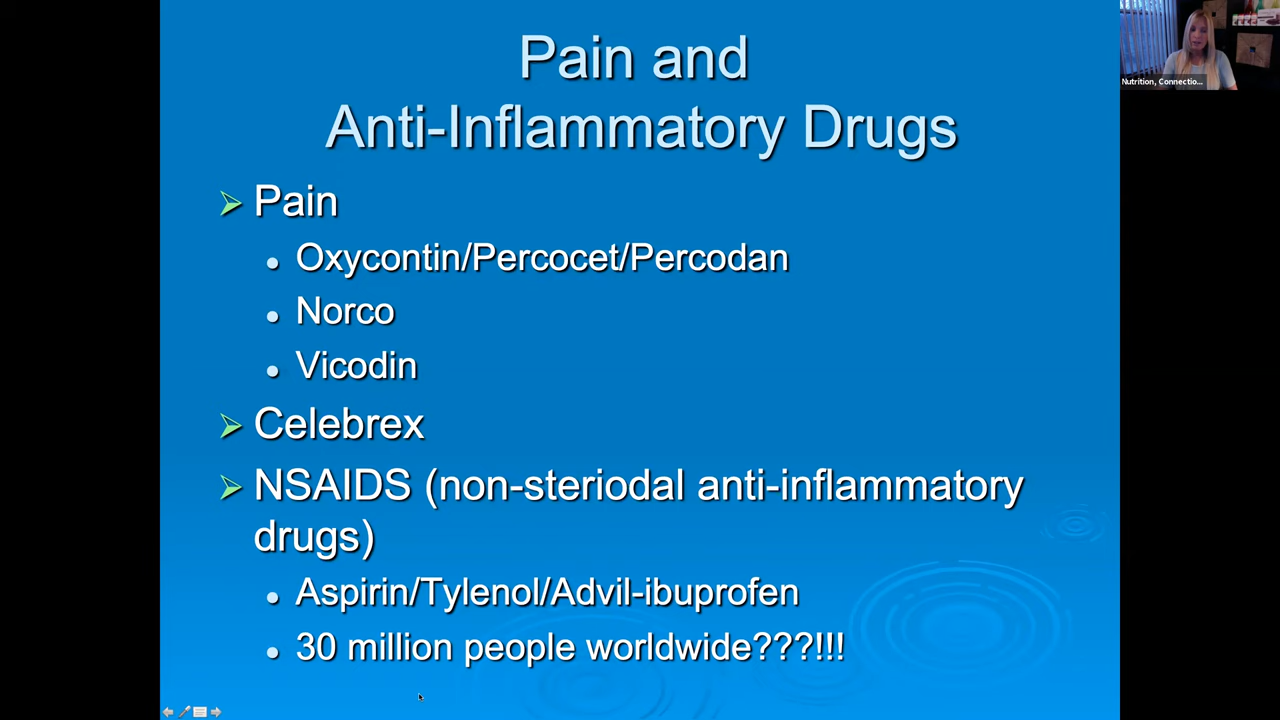 Pain and
Anti-Inflammatory Drugs
Pain
Oxycontin/Percocet/Percodan
Norco
Vicodin
Celebrex
NSAIDS (non-steriodal anti-inflammatory
drugs)
Aspirin/Tylenol/Advil-ibuprofen
30 million people worldwide???!!!
Nutrition, Connectio...